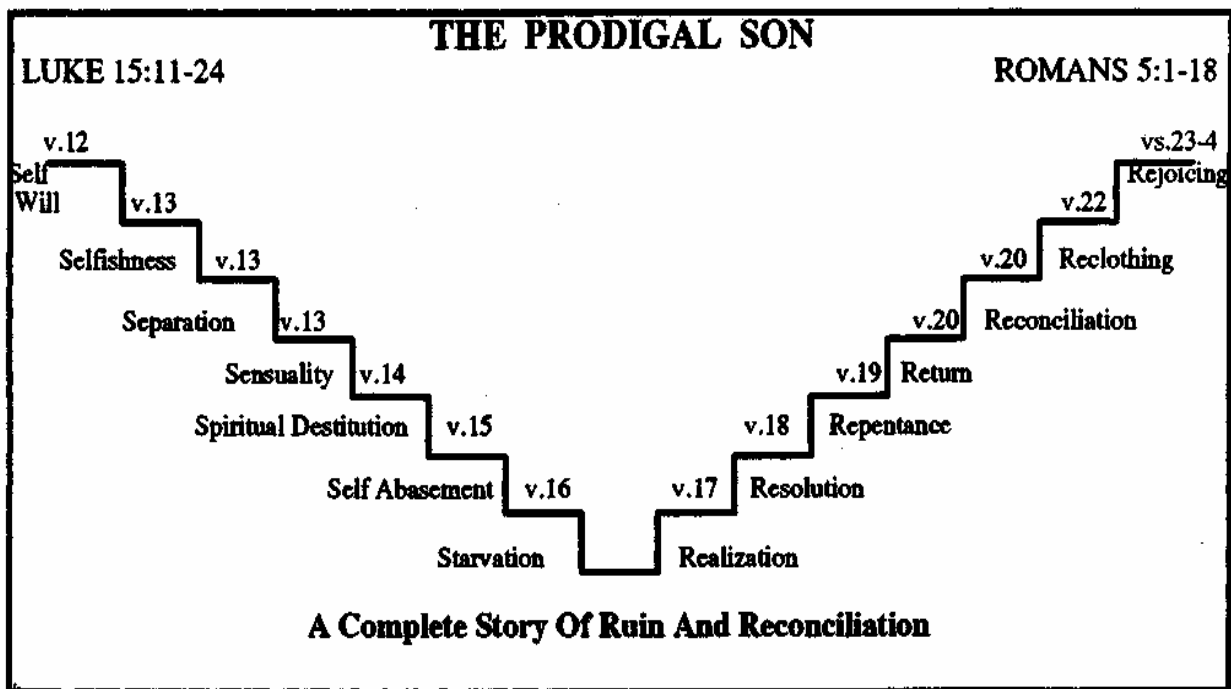 THE PRODIGAL SON
LUKE 15:11-24 ROMANS 5:1-18
v.12 vs.23-4
Self Rejoicing
Will v.13 v.22
Selfishness v.13 v.20 Reclothing
Separation v.13 v.20 Reconciliation
Sensuality v.14 v.19 Return
Spiritual Destitution v.15 v.18 Repentance
Self Abasement v.16 v.17 Resolution
Starvation Realization
A Complete Story Of Ruin And Reconciliation